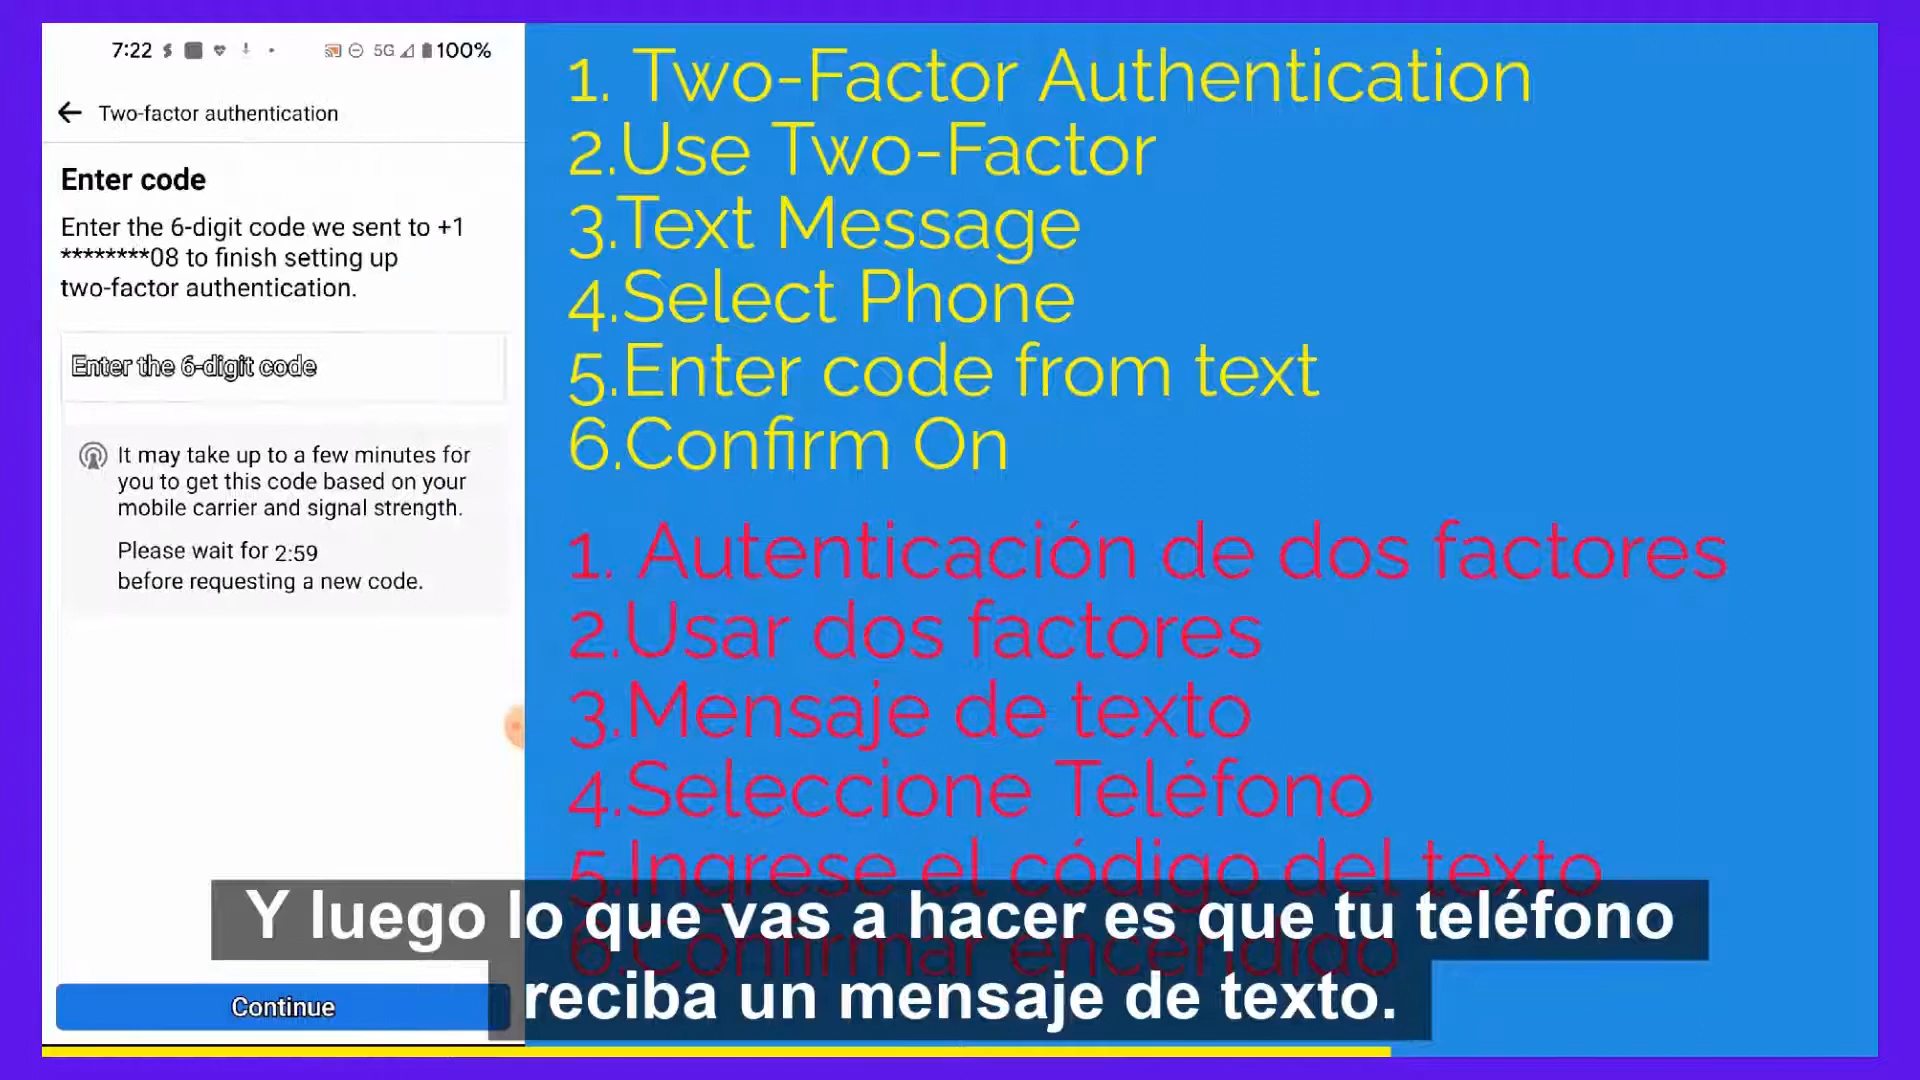 7:22
5G
100%
Two-factor authentication
Enter code
Enter the 6-digit code we sent to +1
********08 to finish setting up
two-factor authentication.
Enter the 6-digit code
It may take up to a few minutes for
you to get this code based on your
mobile carrier and signal strength.
Please wait for 2:59
before requesting a new code.
Continue
1. Two-Factor Authentication
2.Use Two-Factor
3.Text Message
4.Select Phone
5.Enter code from text
6.Confirm On
1. Autenticación de dos factores
2.Usar dos factores
3.Mensaje de texto
4.Seleccione Teléfono
5.Ingrese el código del texto
6.Confirmar encendido
Y luego lo que vas a hacer es que tu teléfono
reciba un mensaje de texto.